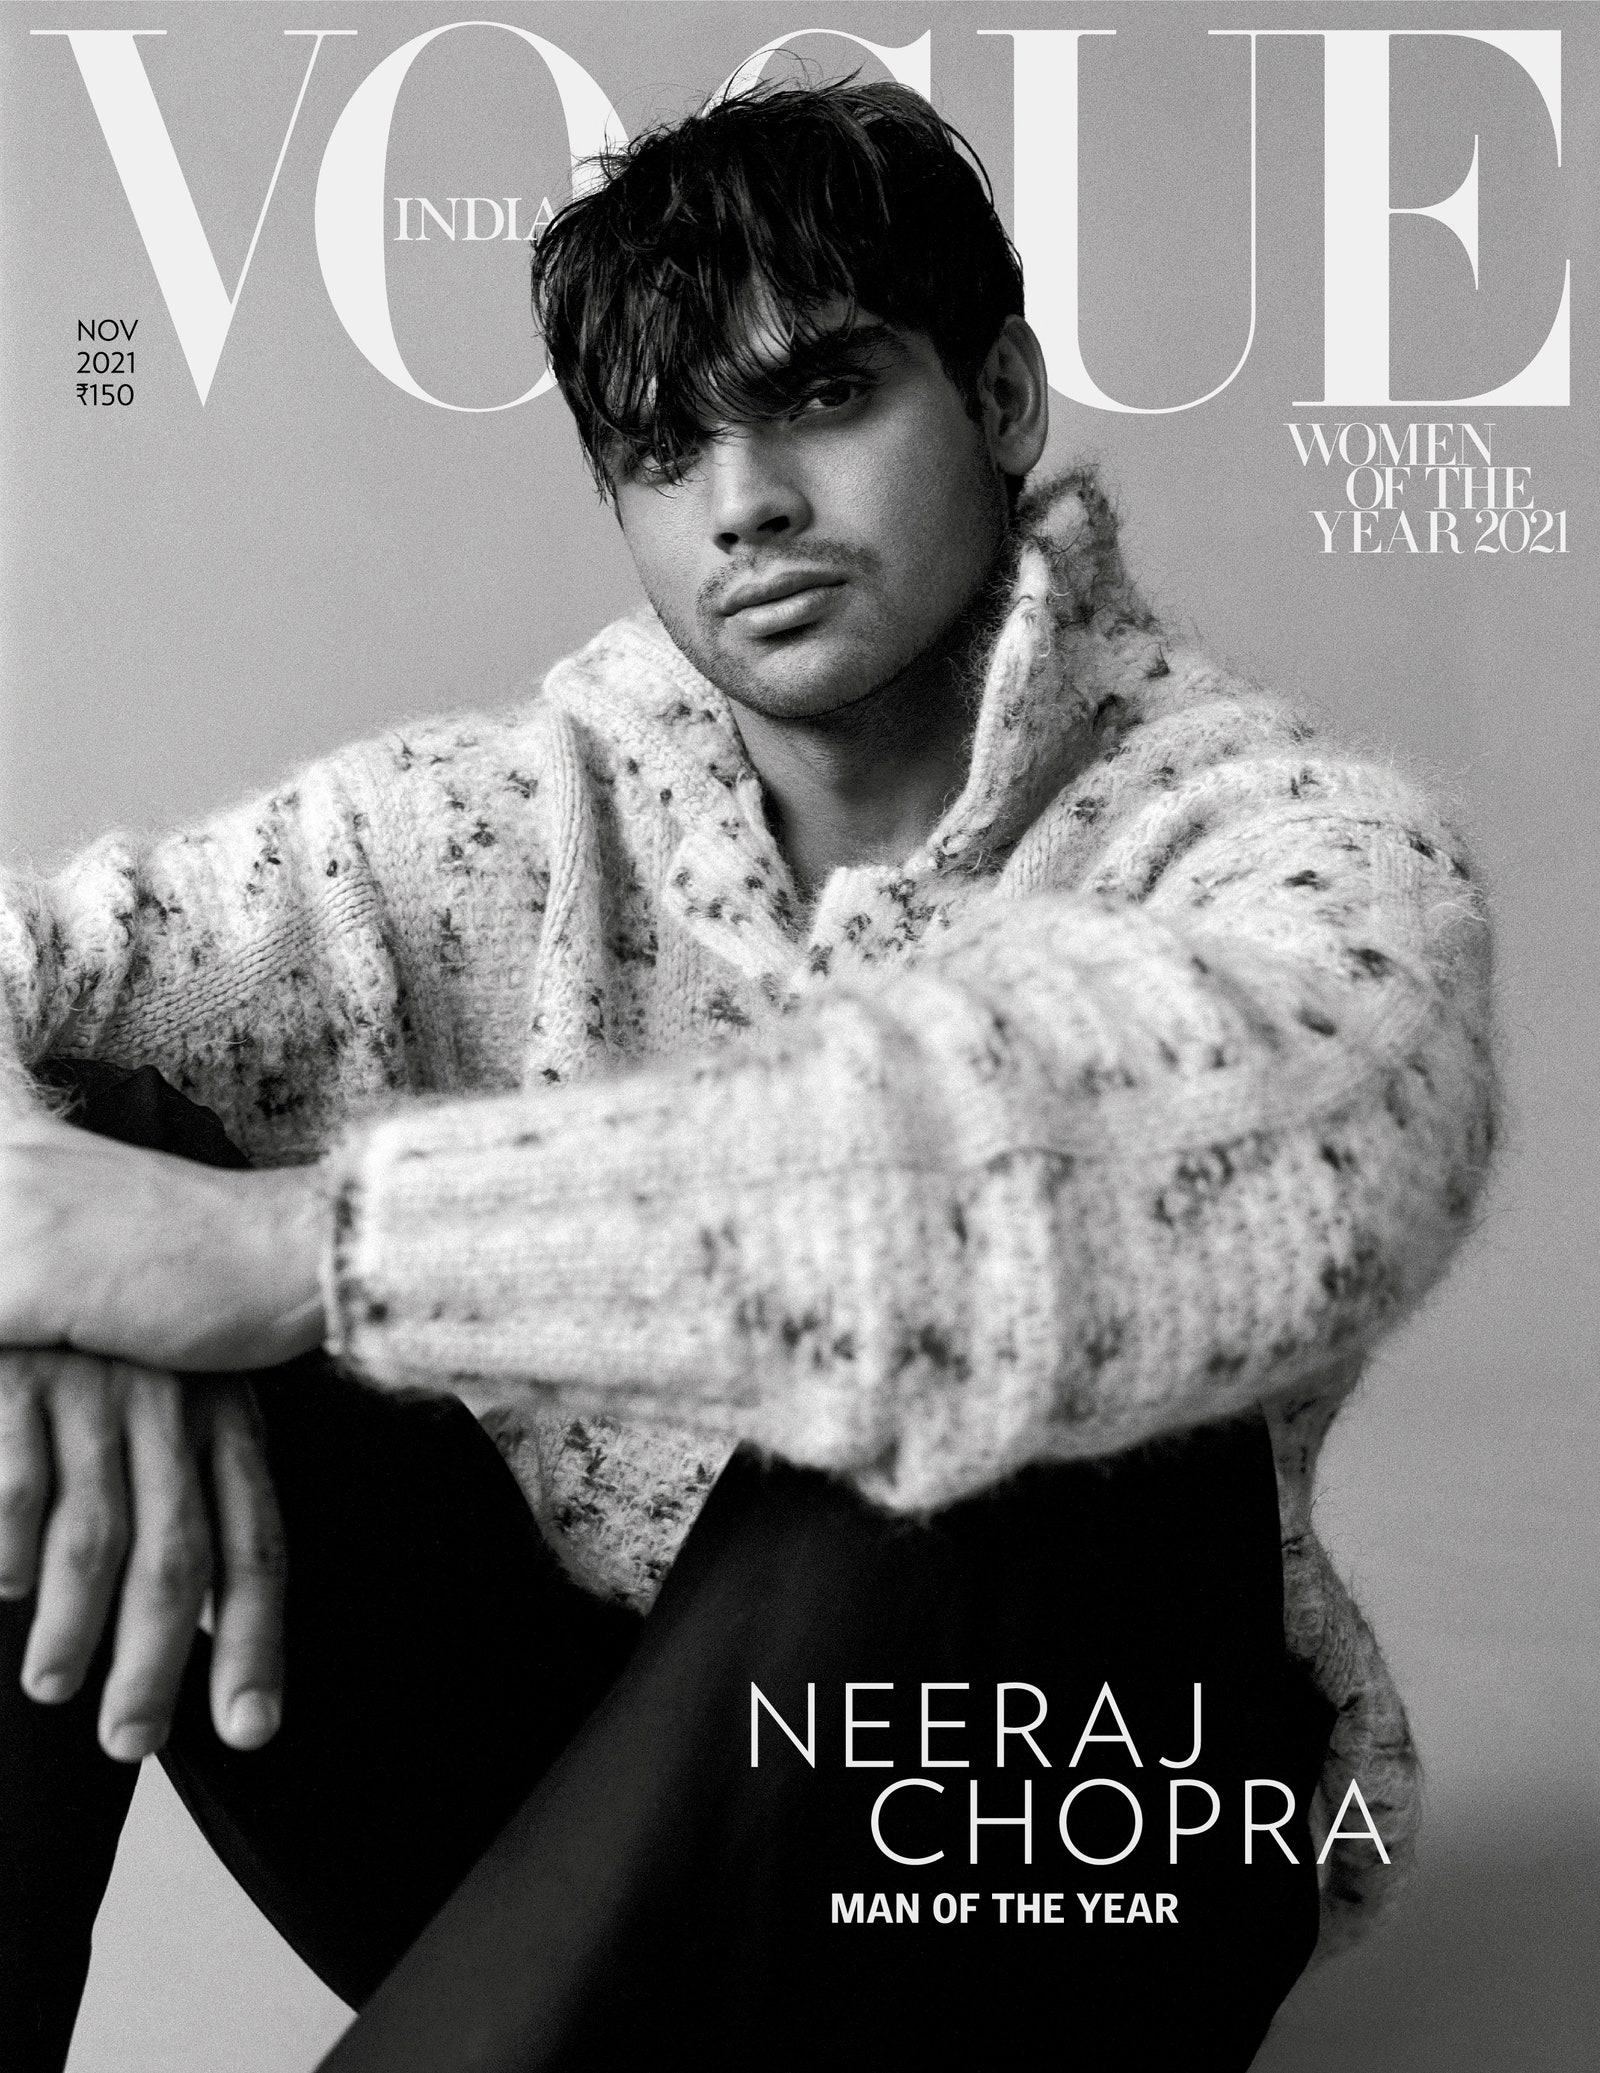 VOGUE
INDIA
NOV
2021
₹150
WOMEN
OF THE
YEAR 2021
NEERAJ
CHOPRA
MAN OF THE YEAR